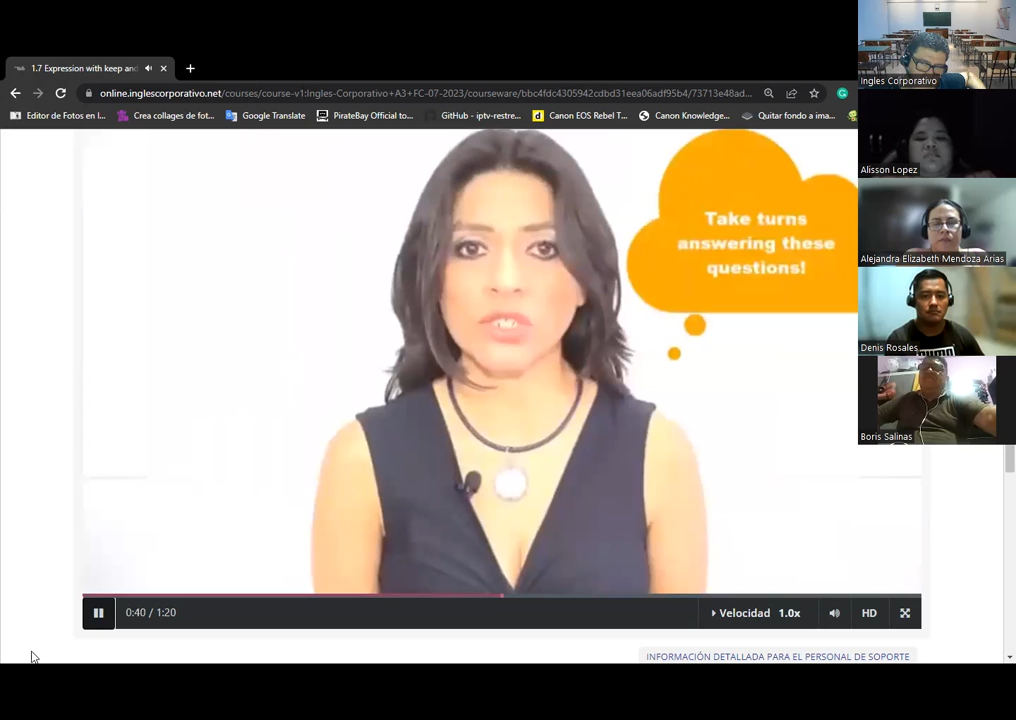 1.7 Expression with keep and
online.inglescorporativo.net/courses/course-v1:Ingles-Corporativo+A3+FC-07-2023/courseware/bbc4fdc4305942cdbd31eea06adf95b4/73713e48ad...
Editor de Fotos en l...
Crea collages de fot...
Google Translate
PirateBay Official to...
GitHub - iptv-restre...
Canon EOS Rebel T...
Canon Knowledge...
Quitar fondo a ima...
Take turns
answering these
questions!
0:40 / 1:20
Velocidad 1.0x
HD
INFORMACIÓN DETALLADA PARA EL PERSONAL DE SOPORTE
Ingles Corporativo
Alisson Lopez
Alejandra Elizabeth Mendoza Arias
Denis Rosales
Boris Salinas